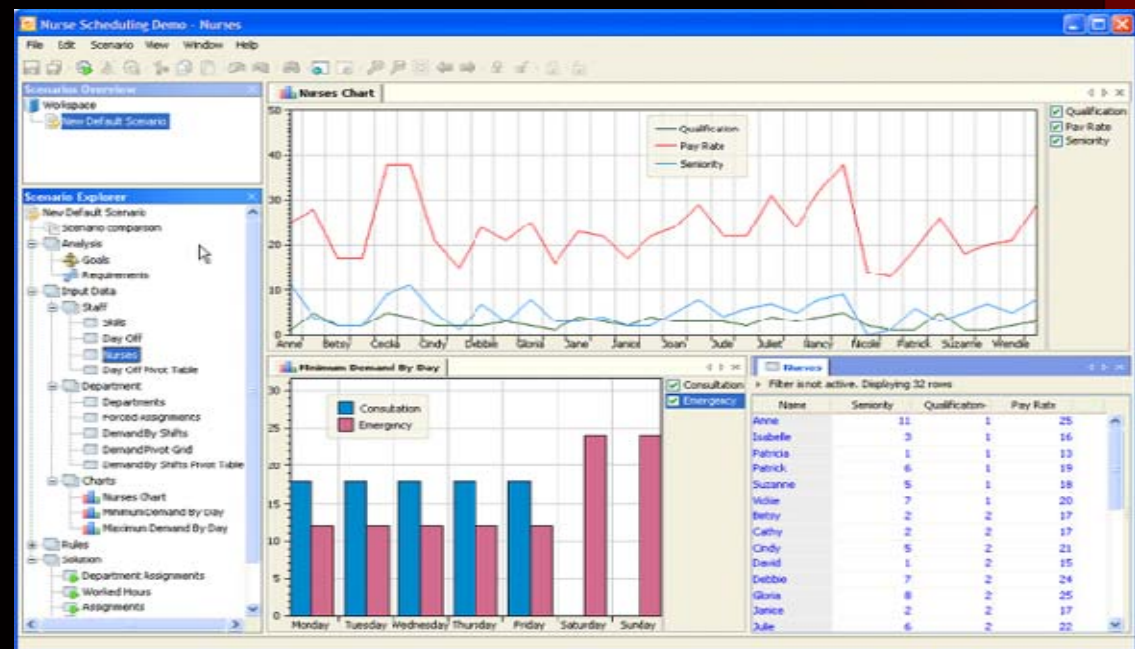 Nurse Scheduling Demo - Nurses
File Edit Scenario View Window Help
Scenarios Overview
Workspace
New Default Scenario
Scenario Explorer
New Default Scenario
Scenario comparison
Analysis
Goals
Requirements
Input Data
Staff
Skills
Day Off
Nurses
Day Off Pivot Table
Department
Departments
Forced Assignments
Demand By Shifts
Demand Pivot Grid
Demand By Shifts Pivot Table
Charts
Nurses Chart
Minimum Demand By Day
Maximum Demand By Day
Rules
Solution
Department Assignments
Worked Hours
Assignments
Nurses Chart
50
40
30
20
10
0
Qualification
Pay Rate
Seniority
Anne Betsy Cecilia Cindy Debbie Gloria Jane Janice Joan Jude Juliet Nancy Nicole Patrick Suzanne Wendie
Qualification
Pay Rate
Seniority
Minimum Demand By Day
30
20
15
10
5
0
Consultation
Emergency
Monday Tuesday Wednesday Thursday Friday Saturday Sunday
Consultation
Emergency
Nurses
Filter is not active. Displaying 32 rows
Name Seniority Qualification Pay Rate
Anne 11 1 25
Isabelle 3 1 16
Patricia 1 1 13
Patrick 6 1 19
Suzanne 5 1 18
Vickie 7 1 20
Betsy 2 2 17
Cathy 2 2 17
Cindy 5 2 21
David 1 2 15
Debbie 7 2 24
Gloria 8 2 25
Janice 2 2 17
Julie 6 2 22